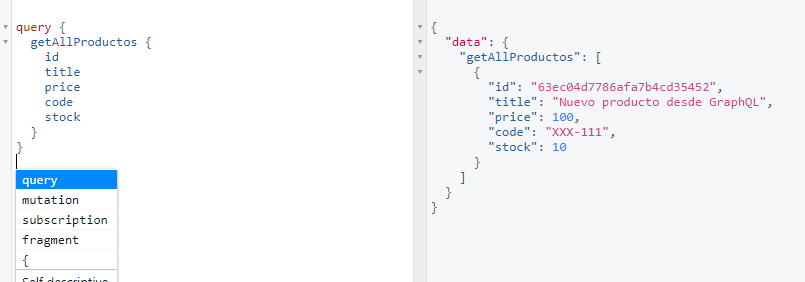 query {
  getAllProductos {
    id
    title
    price
    code
    stock
  }
}
query
mutation
subscription
fragment
{
Self descriptive
{
  "data": {
    "getAllProductos": [
      {
        "id": "63ec04d7786afa7b4cd35452",
        "title": "Nuevo producto desde GraphQL",
        "price": 100,
        "code": "XXX-111",
        "stock": 10
      }
    ]
  }
}